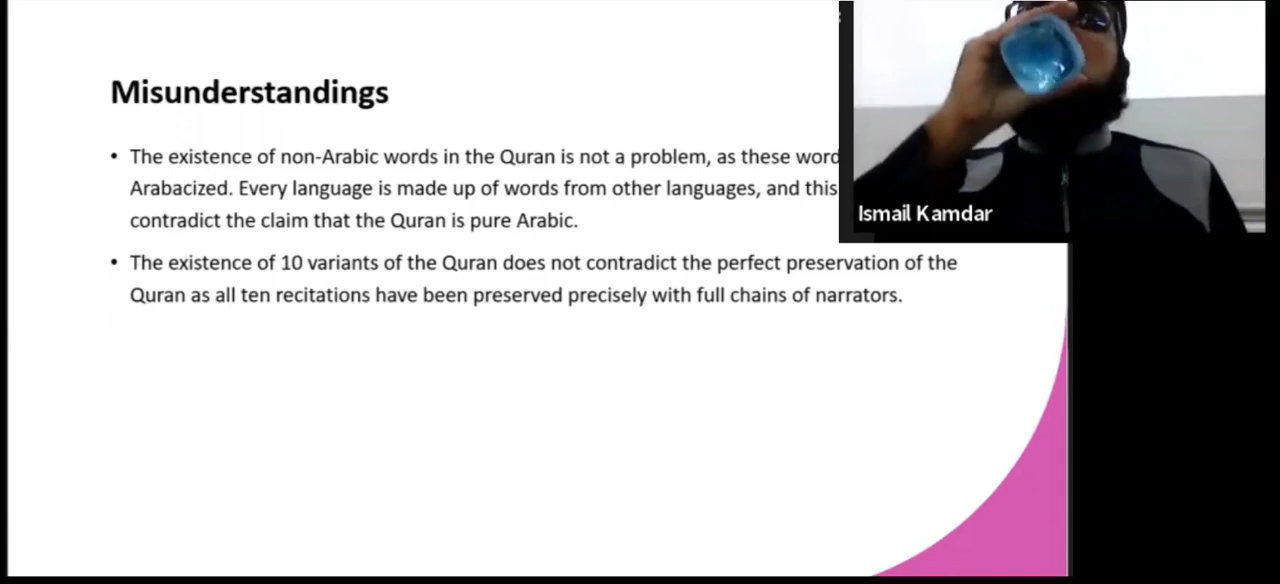 Misunderstandings
• The existence of non-Arabic words in the Quran is not a problem, as these word
Arabacized. Every language is made up of words from other languages, and this
contradict the claim that the Quran is pure Arabic.
• The existence of 10 variants of the Quran does not contradict the perfect preservation of the
Quran as all ten recitations have been preserved precisely with full chains of narrators.
Ismail Kamdar